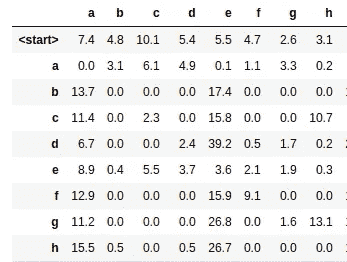 a b c d e f g h
<start> 7.4 4.8 10.1 5.4 5.5 4.7 2.6 3.1
a 0.0 3.1 6.1 4.9 0.1 1.1 3.3 0.2
b 13.7 0.0 0.0 0.0 17.4 0.0 0.0 0.0
c 11.4 0.0 2.3 0.0 15.8 0.0 0.0 10.7
d 6.7 0.0 0.0 2.4 39.2 0.5 1.7 0.2
e 8.9 0.4 5.5 3.7 3.6 2.1 1.9 0.3
f 12.9 0.0 0.0 0.0 15.9 9.1 0.0 0.0
g 11.2 0.0 0.0 0.0 26.8 0.0 1.6 13.1
h 15.5 0.5 0.0 0.5 26.7 0.0 0.0 0.0